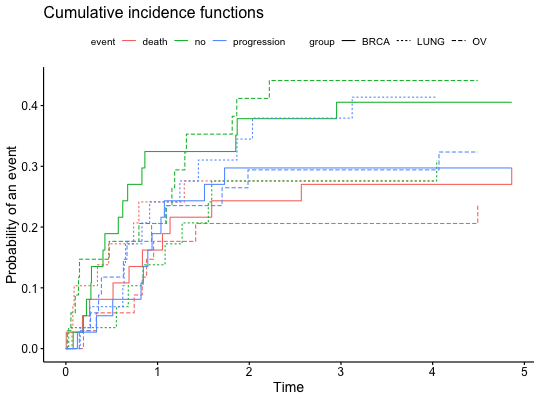 Cumulative incidence functions
event death no progression group BRCA LUNG OV
Probability of an event
0.4
0.3
0.2
0.1
0.0
0 1 2 3 4 5
Time